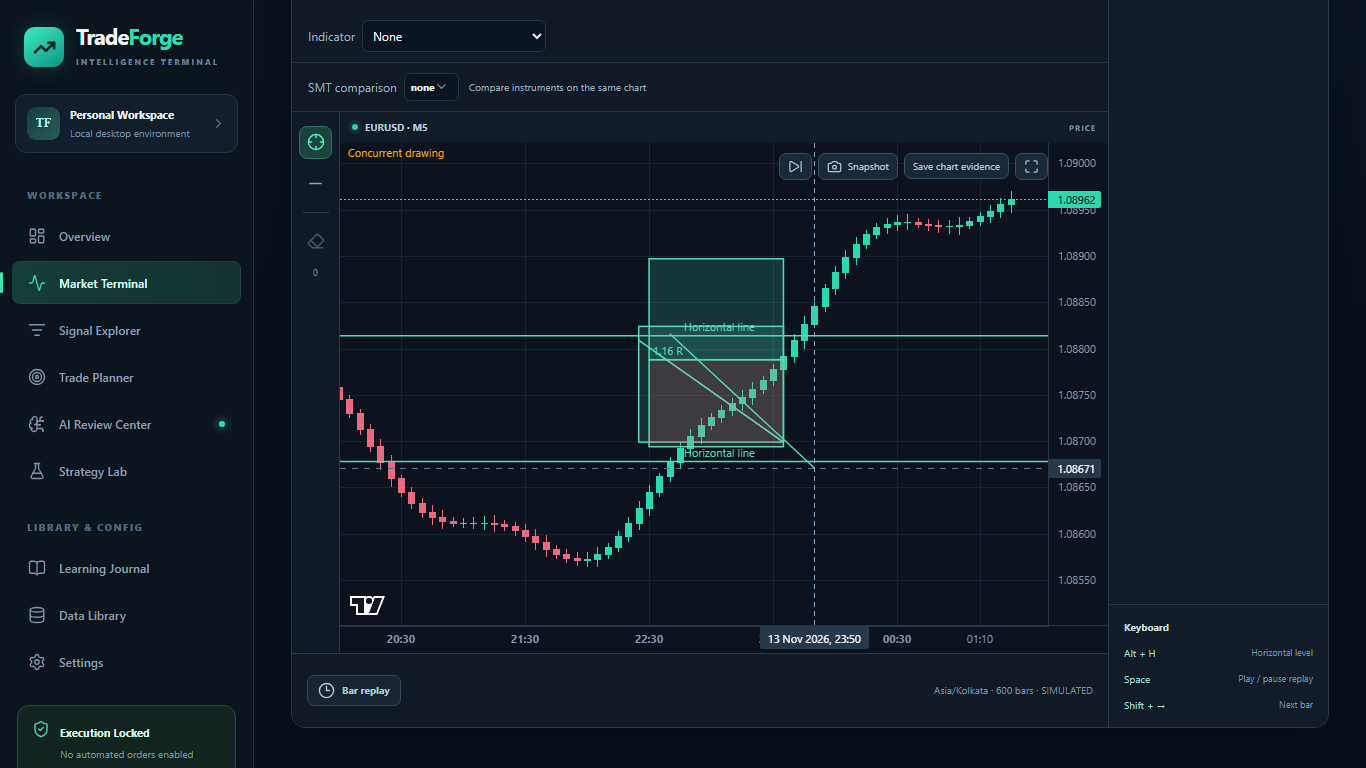 TradeForge
INTELLIGENCE TERMINAL
TF
Personal Workspace
Local desktop environment
WORKSPACE
Overview
Market Terminal
Signal Explorer
Trade Planner
AI Review Center
Strategy Lab
LIBRARY & CONFIG
Learning Journal
Data Library
Settings
Execution Locked
No automated orders enabled
Indicator
None
SMT comparison
none
Compare instruments on the same chart
EURUSD · M5
PRICE
Concurrent drawing
Snapshot
Save chart evidence
0
1.09000
1.08962
1.08950
1.08900
1.08850
1.08800
1.08750
1.08700
1.08671
1.08650
1.08600
1.08550
Horizontal line
1.16 R
Horizontal line
20:30
21:30
22:30
13 Nov 2026, 23:50
00:30
01:10
Bar replay
Asia/Kolkata · 600 bars · SIMULATED
Keyboard
Alt + H
Horizontal level
Space
Play / pause replay
Shift + →
Next bar